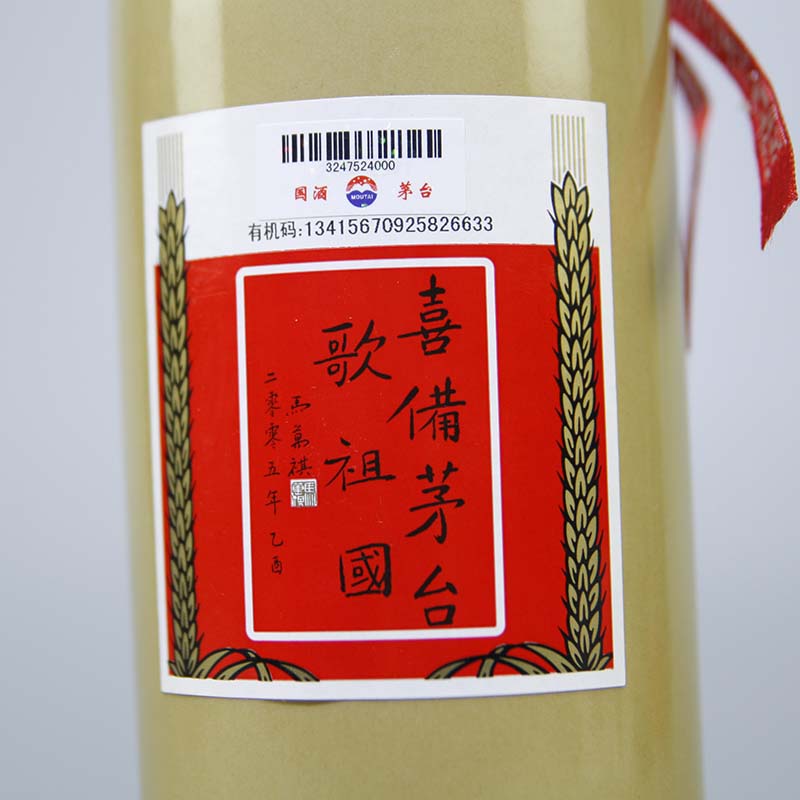 3247524000
国酒 MOUTAI 茅台
有机码:13415670925826633
喜備茅台
歌祖國
馬萬祺
二零零五年 乙酉